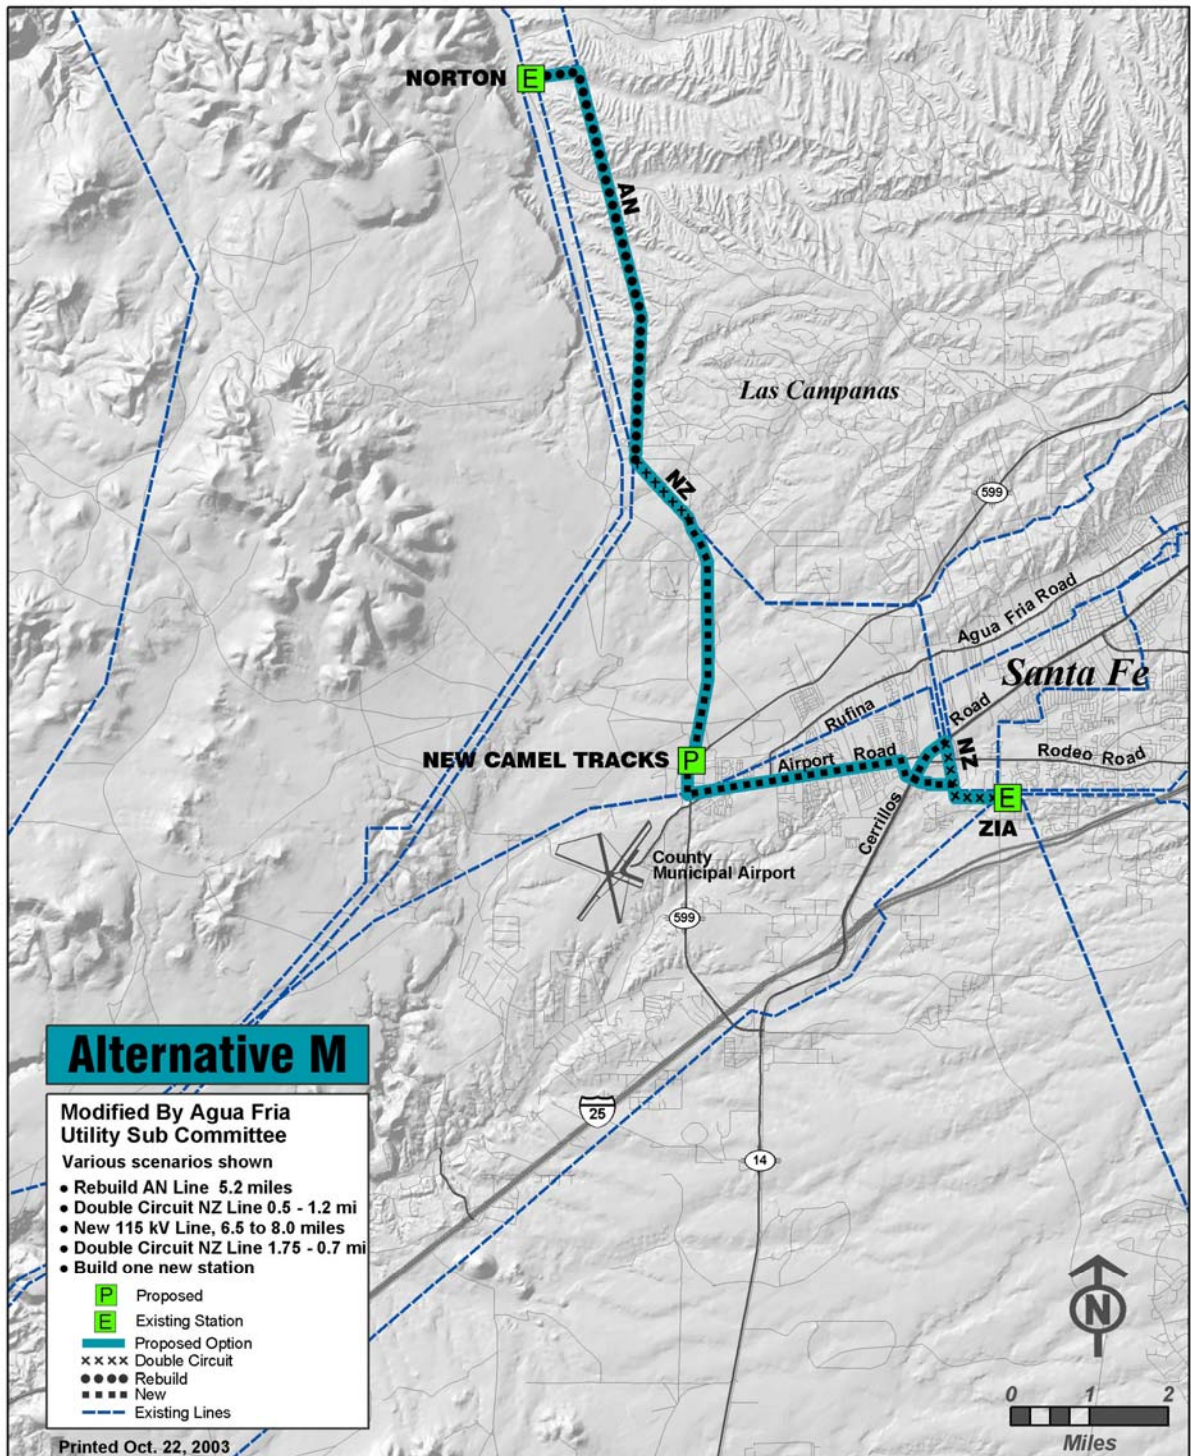 NORTON E
AN
Las Campanas
NZ
599
Agua Fria Road
Santa Fe
Rufina
Road
NEW CAMEL TRACKS P
Airport Road
NZ
Rodeo Road
E
ZIA
Cerrillos
County
Municipal Airport
599
25
14
Alternative M
Modified By Agua Fria
Utility Sub Committee
Various scenarios shown
• Rebuild AN Line 5.2 miles
• Double Circuit NZ Line 0.5 - 1.2 mi
• New 115 kV Line, 6.5 to 8.0 miles
• Double Circuit NZ Line 1.75 - 0.7 mi
• Build one new station
P Proposed
E Existing Station
Proposed Option
Double Circuit
Rebuild
New
Existing Lines
Printed Oct. 22, 2003
N
0 1 2
Miles